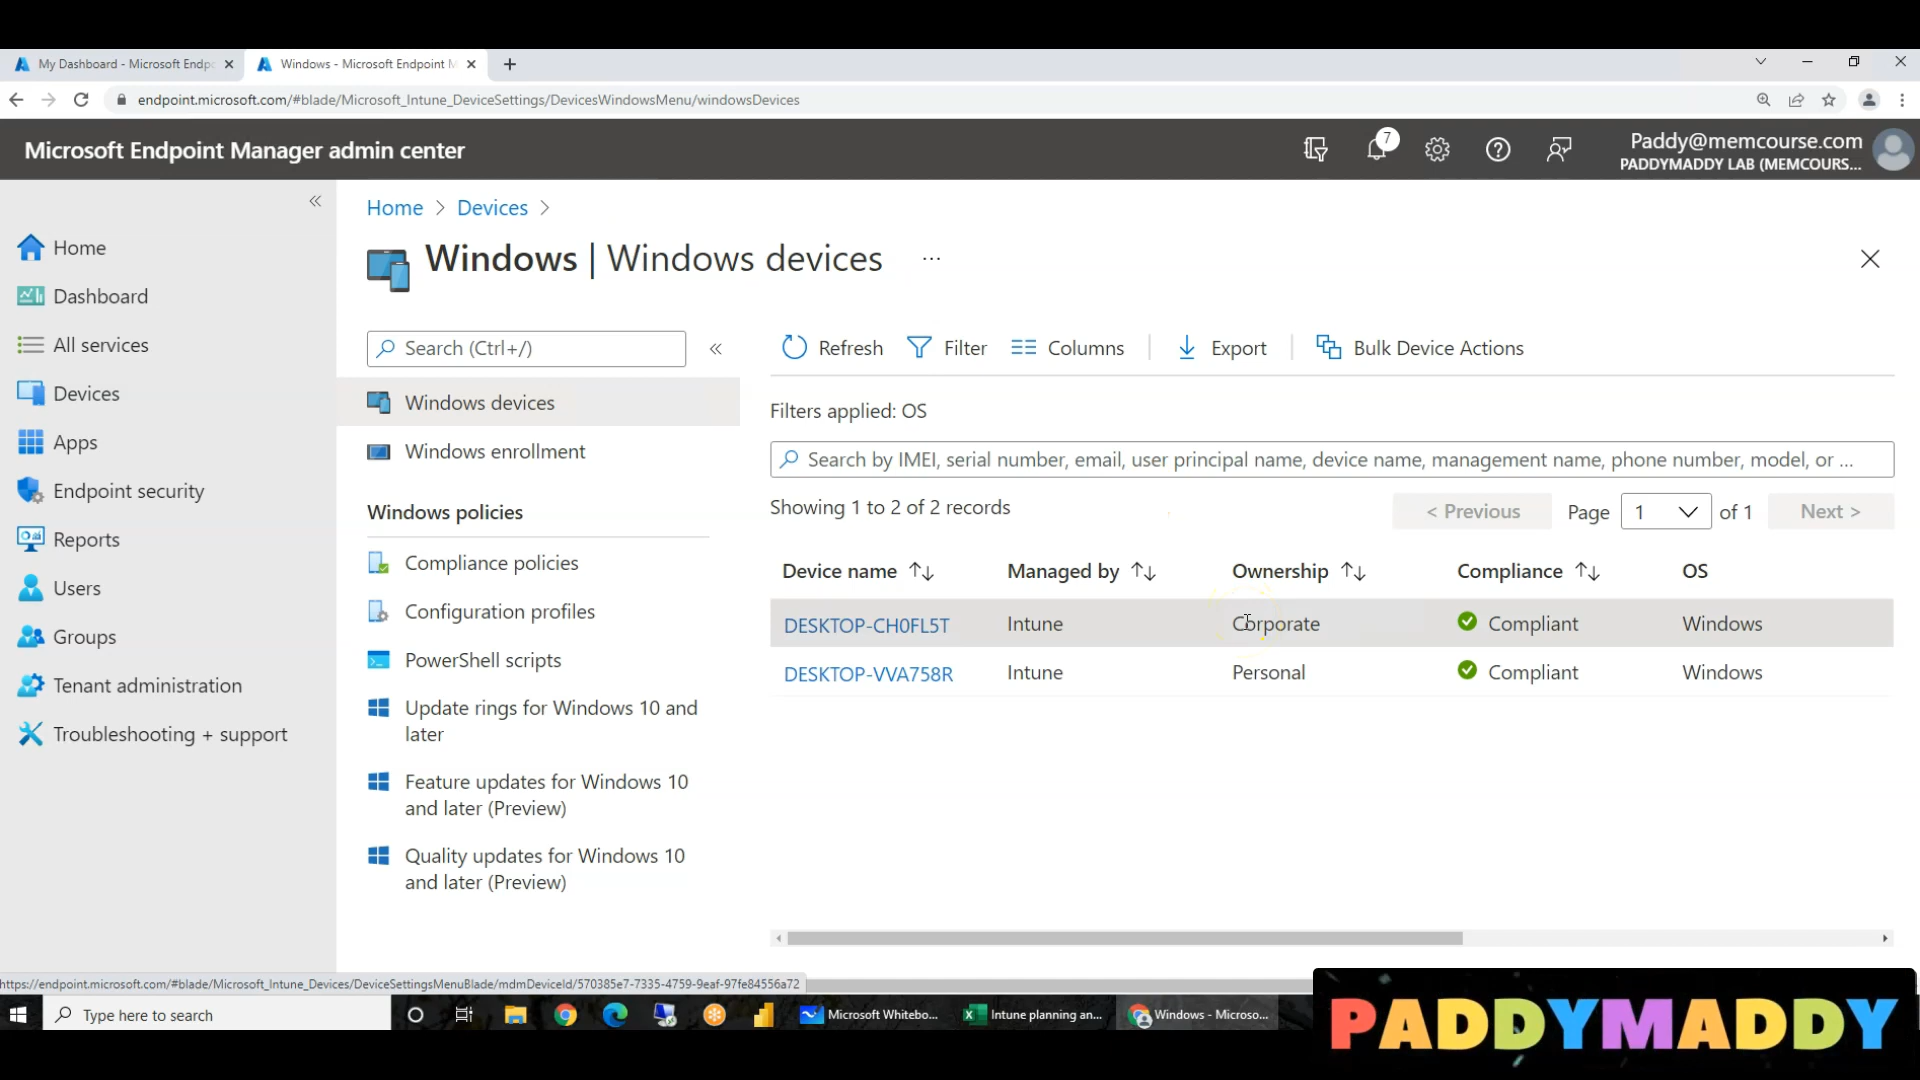 My Dashboard - Microsoft Endp
Windows - Microsoft Endpoint M
endpoint.microsoft.com/#blade/Microsoft_Intune_DeviceSettings/DevicesWindowsMenu/windowsDevices
Microsoft Endpoint Manager admin center
7
Paddy@memcourse.com
PADDYMADDY LAB (MEMCOURS...
Home > Devices >
Windows | Windows devices ...
Home
Dashboard
All services
Devices
Apps
Endpoint security
Reports
Users
Groups
Tenant administration
Troubleshooting + support
Search (Ctrl+/)
Windows devices
Windows enrollment
Windows policies
Compliance policies
Configuration profiles
PowerShell scripts
Update rings for Windows 10 and
later
Feature updates for Windows 10
and later (Preview)
Quality updates for Windows 10
and later (Preview)
Refresh Filter Columns Export Bulk Device Actions
Filters applied: OS
Search by IMEI, serial number, email, user principal name, device name, management name, phone number, model, or ...
Showing 1 to 2 of 2 records
< Previous Page 1 of 1 Next >
Device name Managed by Ownership Compliance OS
DESKTOP-CH0FL5T Intune Corporate Compliant Windows
DESKTOP-VVA758R Intune Personal Compliant Windows
https://endpoint.microsoft.com/#blade/Microsoft_Intune_Devices/DeviceSettingsMenuBlade/mdmDeviceId/570385e7-7335-4759-9eaf-97fe84556a72
Type here to search
Microsoft Whitebo...
Intune planning an...
Windows - Microso...
PADDYMADDY